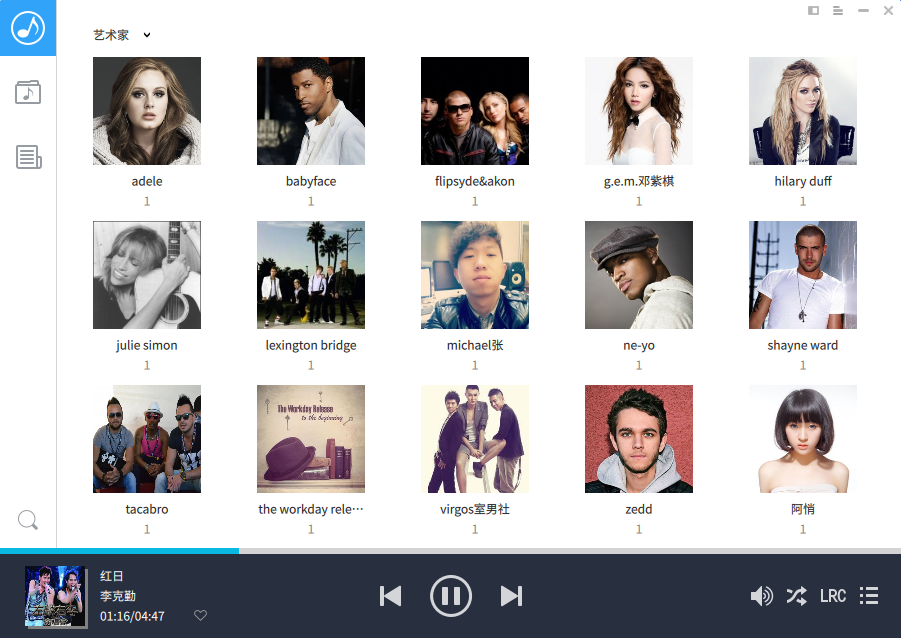 艺术家
adele
1
babyface
1
flipsyde&akon
1
g.e.m.邓紫棋
1
hilary duff
1
julie simon
1
lexington bridge
1
michael张
1
ne-yo
1
shayne ward
1
The Workday Release
to the beginning
tacabro
1
the workday rele…
1
virgos室男社
1
zedd
1
阿悄
1
红日
李克勤
01:16/04:47
LRC